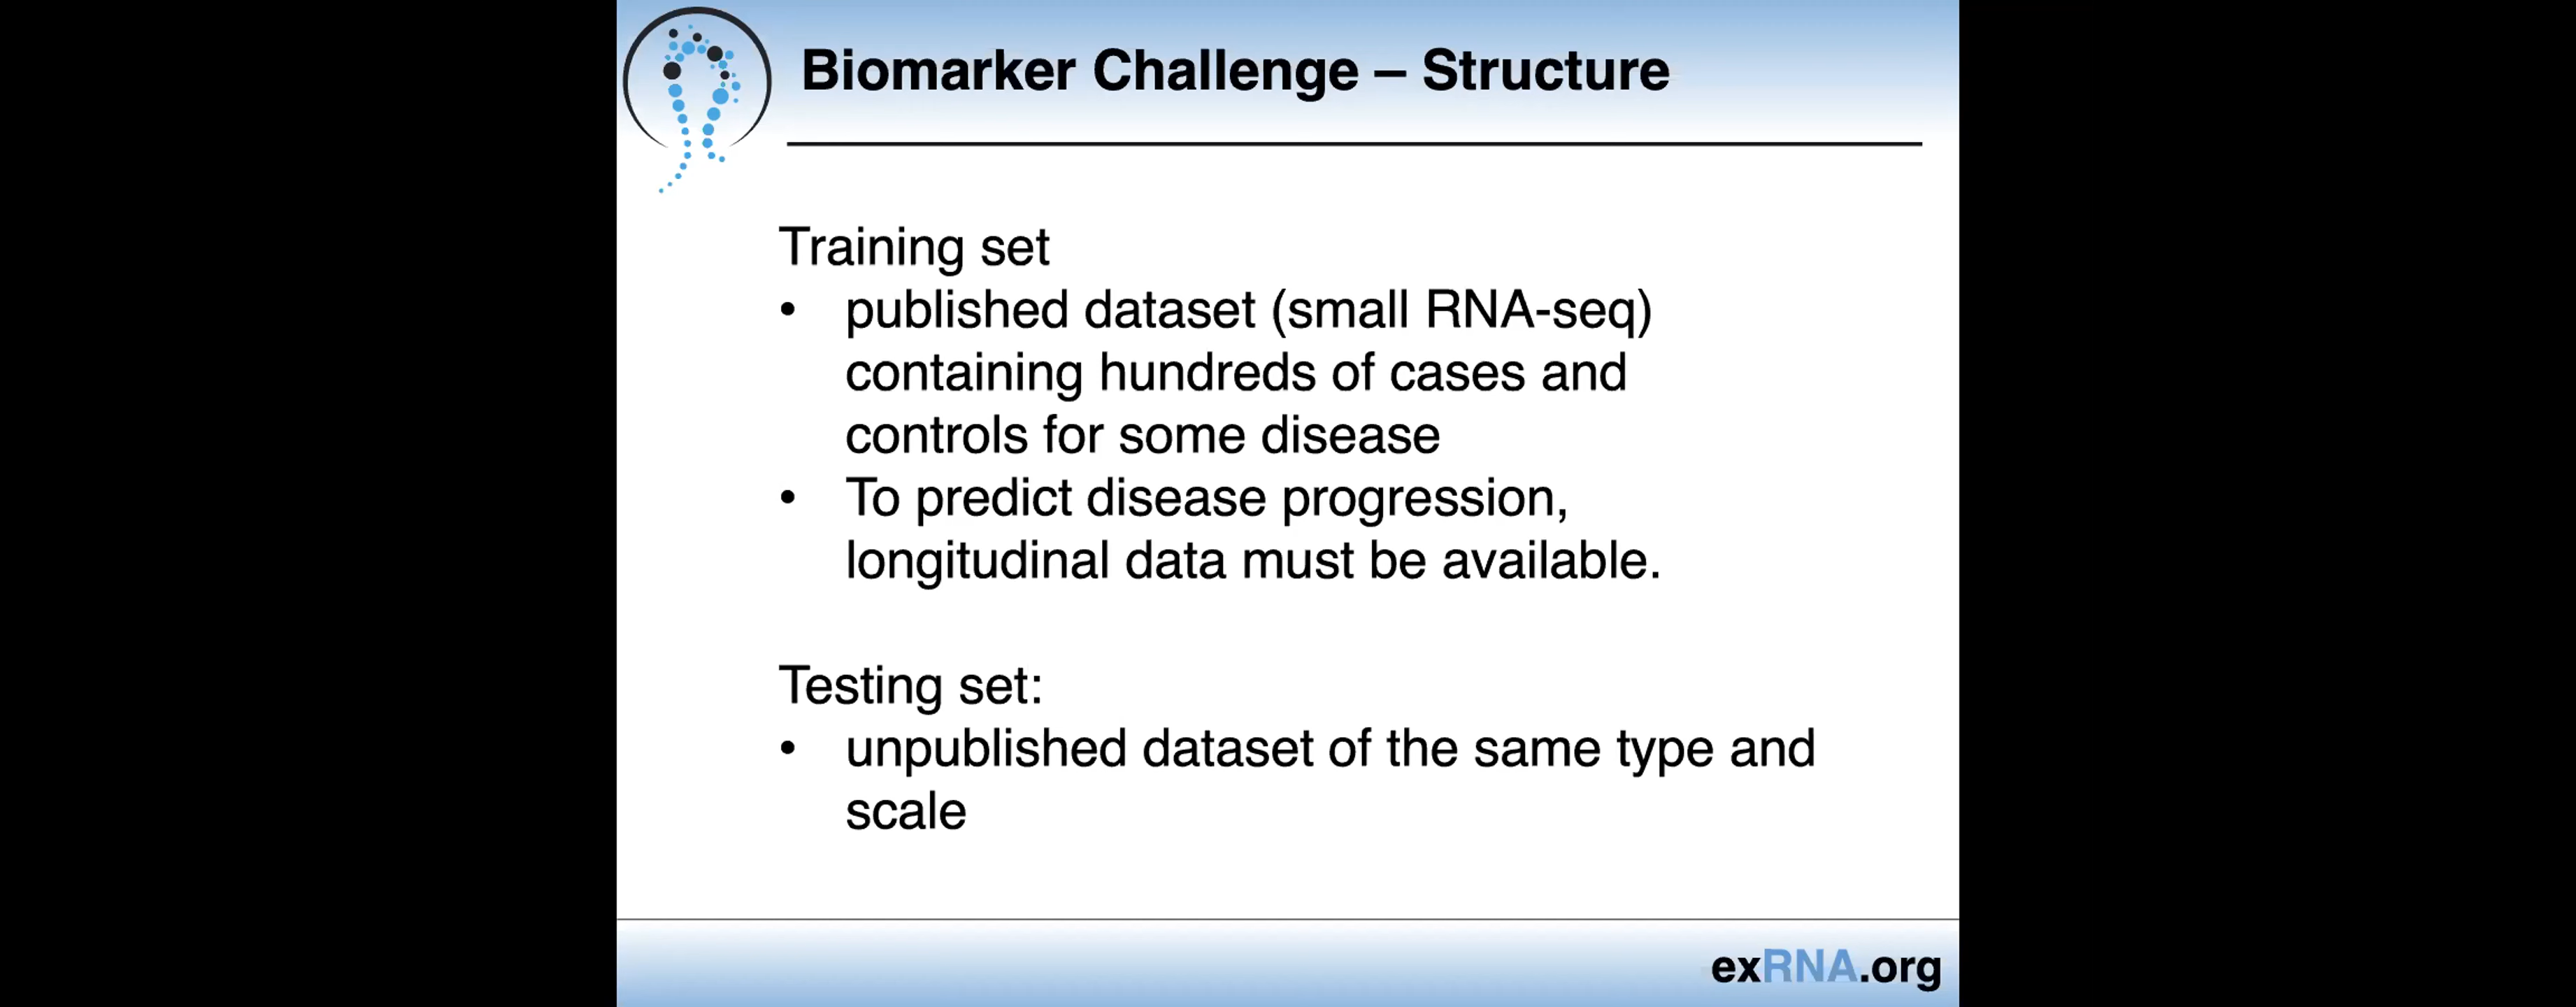 Biomarker Challenge – Structure
Training set
• published dataset (small RNA-seq)
containing hundreds of cases and
controls for some disease
• To predict disease progression,
longitudinal data must be available.
Testing set:
• unpublished dataset of the same type and
scale
exRNA.org